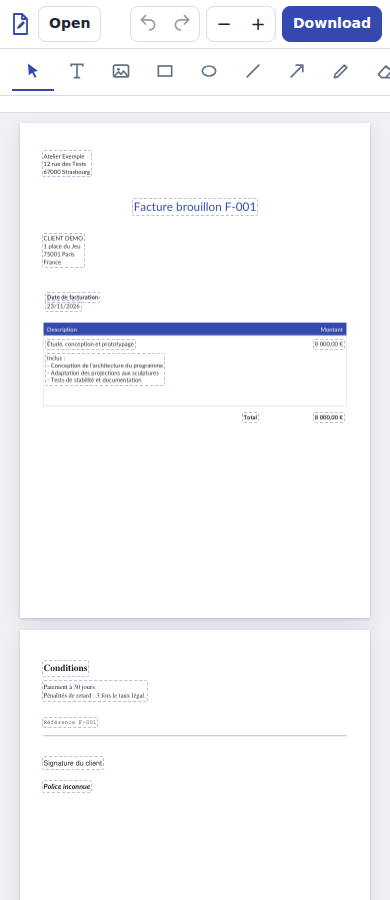 Open
Download
Atelier Exemple
12 rue des Tests
67000 Strasbourg
Facture brouillon F-001
CLIENT DEMO
1 place du Jeu
75001 Paris
France
Date de facturation
23/11/2026
Description Montant
Étude, conception et prototypage 8 000,00 €
Inclus :
- Conception de l'architecture du programme
- Adaptation des projections aux sculptures
- Tests de stabilité et documentation
Total 8 000,00 €
Conditions
Paiement à 30 jours.
Pénalités de retard : 3 fois le taux légal.
Référence F-001
Signature du client
Police inconnue